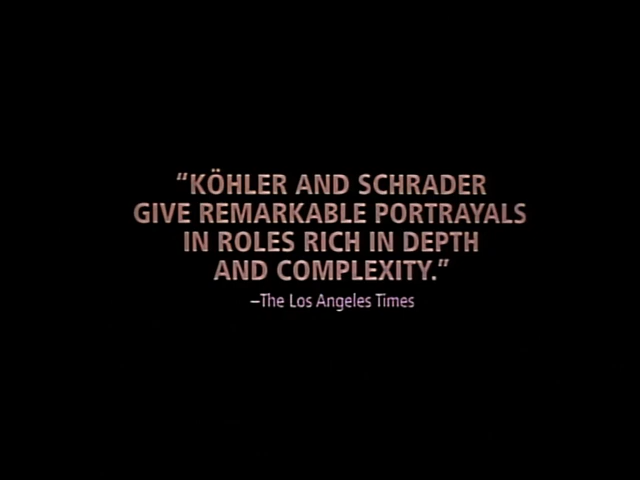 “KÖHLER AND SCHRADER
GIVE REMARKABLE PORTRAYALS
IN ROLES RICH IN DEPTH
AND COMPLEXITY.”
–The Los Angeles Times